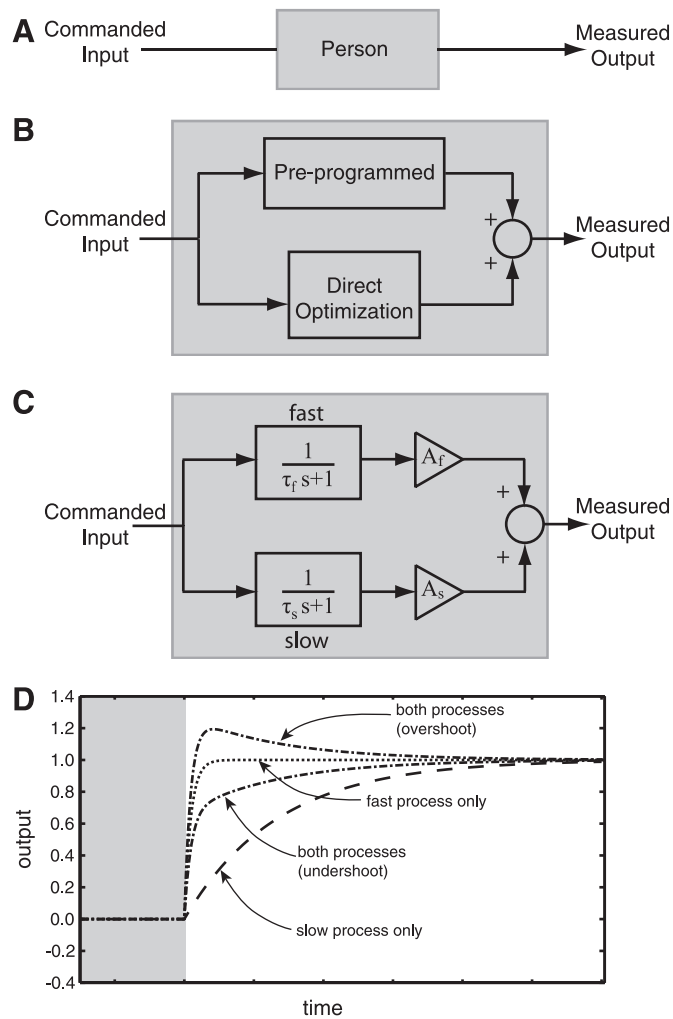 A
Commanded
Input
Person
Measured
Output
B
Commanded
Input
Pre-programmed
Direct
Optimization
+
+
Measured
Output
C
Commanded
Input
fast
1
τf s+1
Af
1
τs s+1
As
slow
+
+
Measured
Output
D
1.4
1.2
1.0
0.8
0.6
0.4
0.2
0.0
-0.2
-0.4
output
both processes
(overshoot)
fast process only
both processes
(undershoot)
slow process only
time